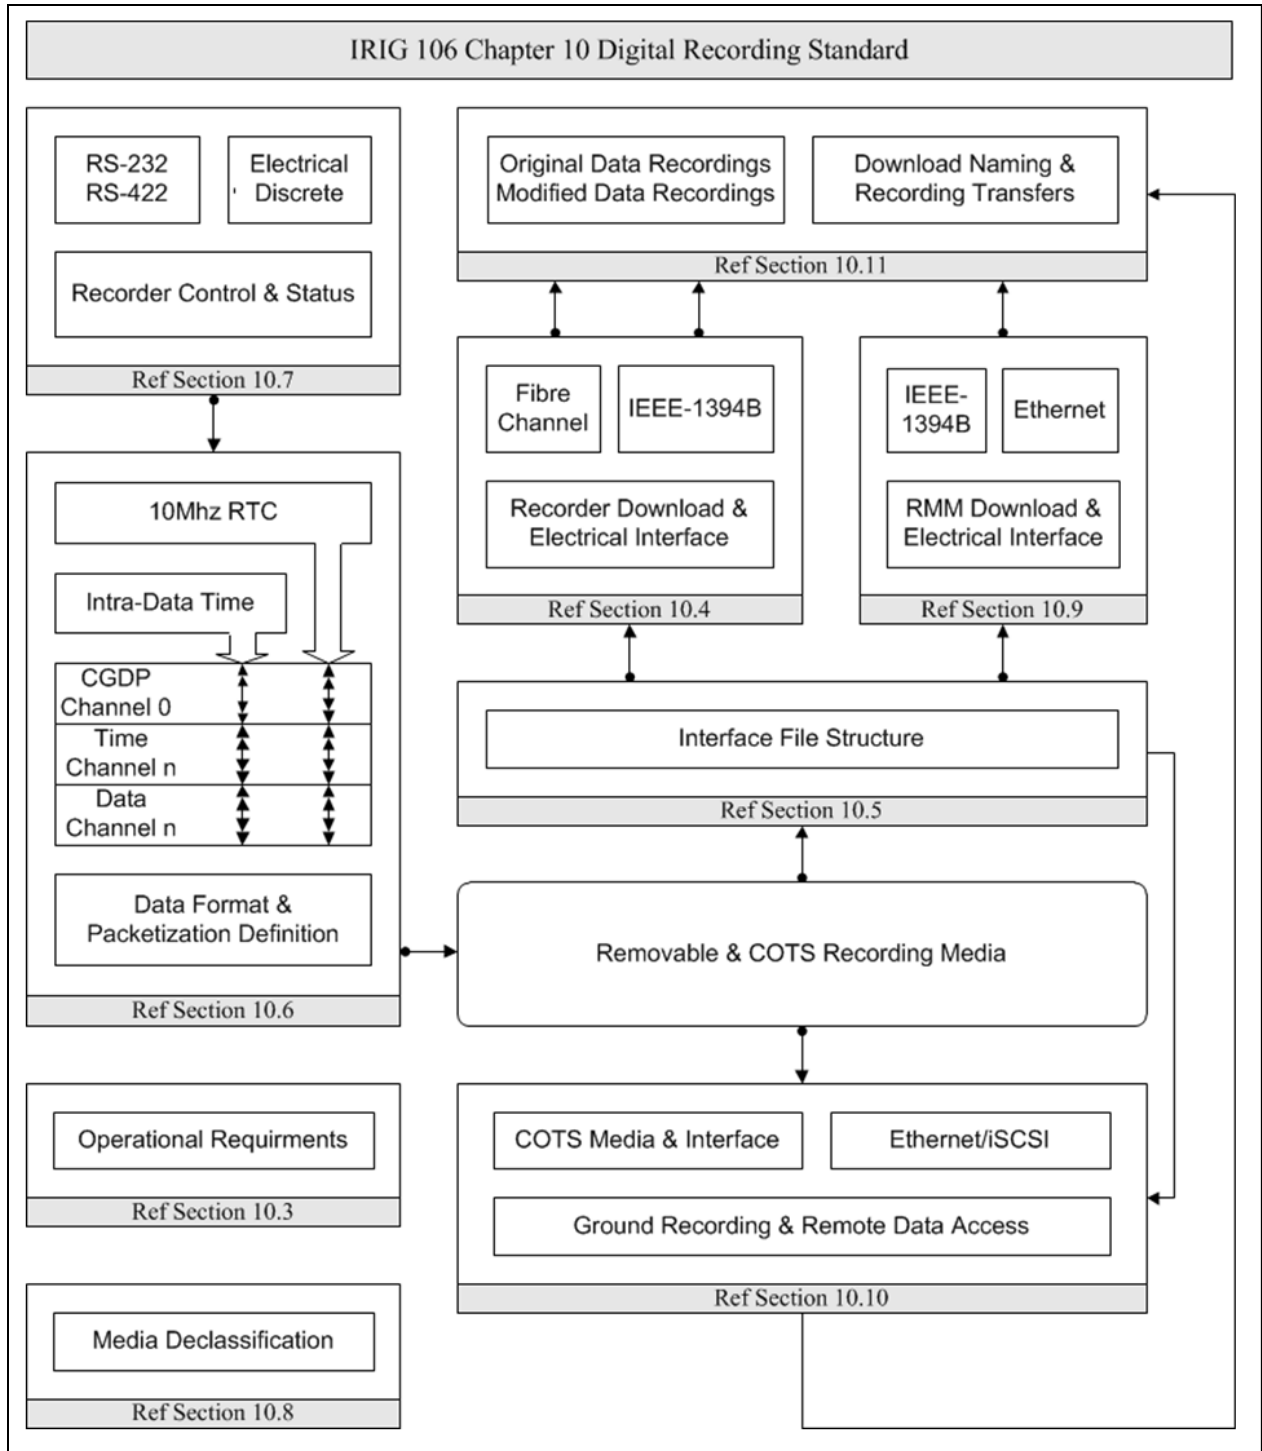 IRIG 106 Chapter 10 Digital Recording Standard
RS-232
RS-422
Electrical
Discrete
Recorder Control & Status
Ref Section 10.7
10Mhz RTC
Intra-Data Time
CGDP
Channel 0
Time
Channel n
Data
Channel n
Data Format &
Packetization Definition
Ref Section 10.6
Operational Requirments
Ref Section 10.3
Media Declassification
Ref Section 10.8
Original Data Recordings
Modified Data Recordings
Download Naming &
Recording Transfers
Ref Section 10.11
Fibre
Channel
IEEE-1394B
Recorder Download &
Electrical Interface
Ref Section 10.4
IEEE-
1394B
Ethernet
RMM Download &
Electrical Interface
Ref Section 10.9
Interface File Structure
Ref Section 10.5
Removable & COTS Recording Media
COTS Media & Interface
Ethernet/iSCSI
Ground Recording & Remote Data Access
Ref Section 10.10